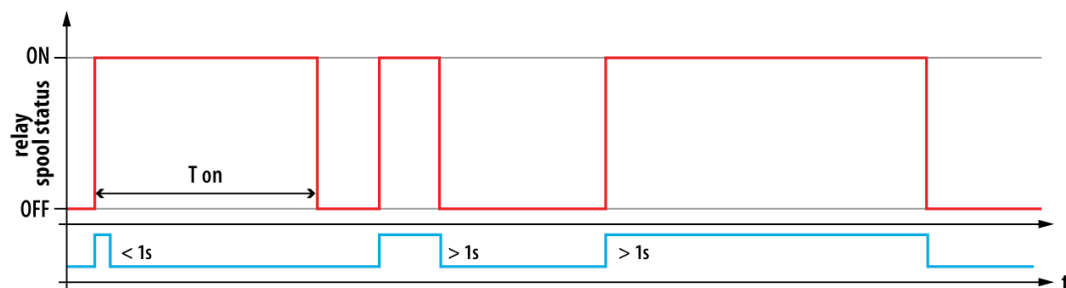 ON
relay
spool status
T on
OFF
< 1s
> 1s
> 1s
t